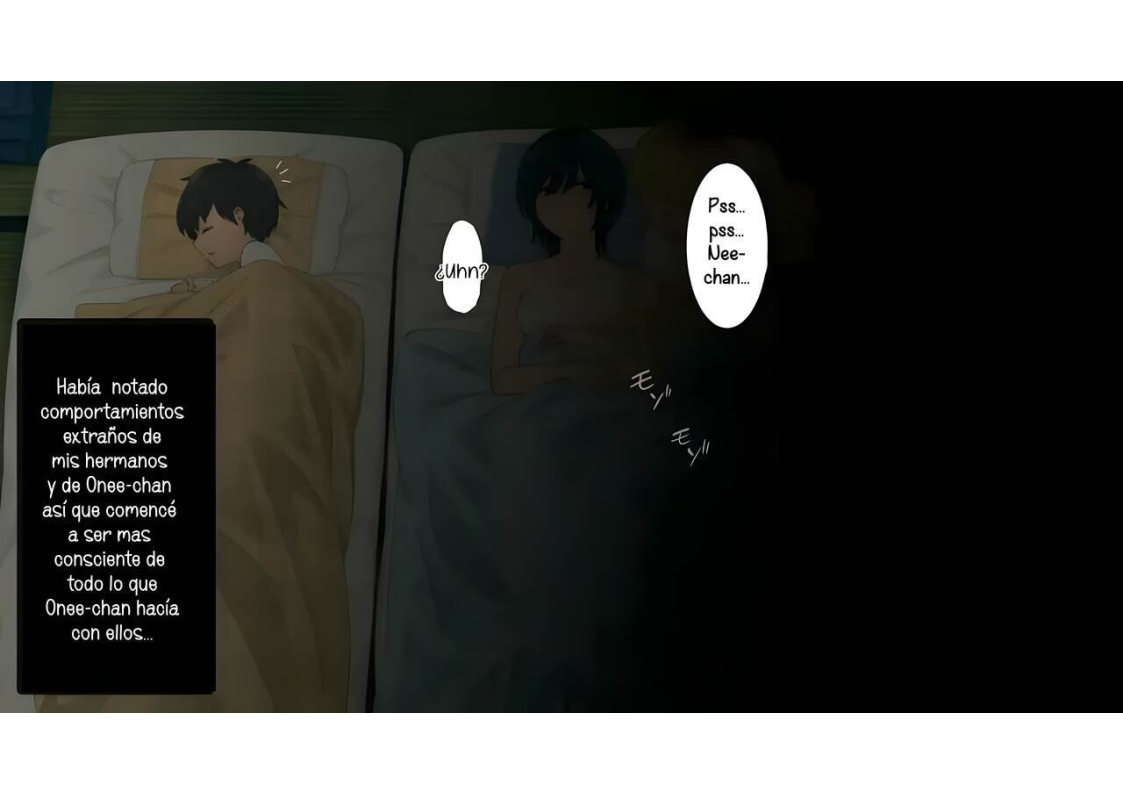 Había notado
comportamientos
extraños de
mis hermanos
y de Onee-chan
así que comencé
a ser mas
consciente de
todo lo que
Onee-chan hacía
con ellos...
¿Uhn?
Pss...
pss...
Nee-
chan...
モゾ
モゾ